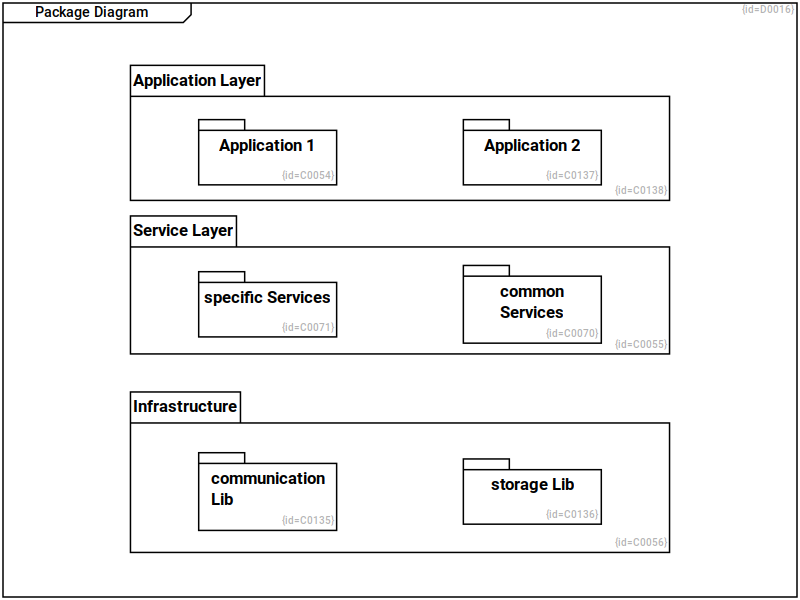 Package Diagram
{id=D0016}
Application Layer
Application 1
{id=C0054}
Application 2
{id=C0137}
{id=C0138}
Service Layer
specific Services
{id=C0071}
common
Services
{id=C0070}
{id=C0055}
Infrastructure
communication
Lib
{id=C0135}
storage Lib
{id=C0136}
{id=C0056}